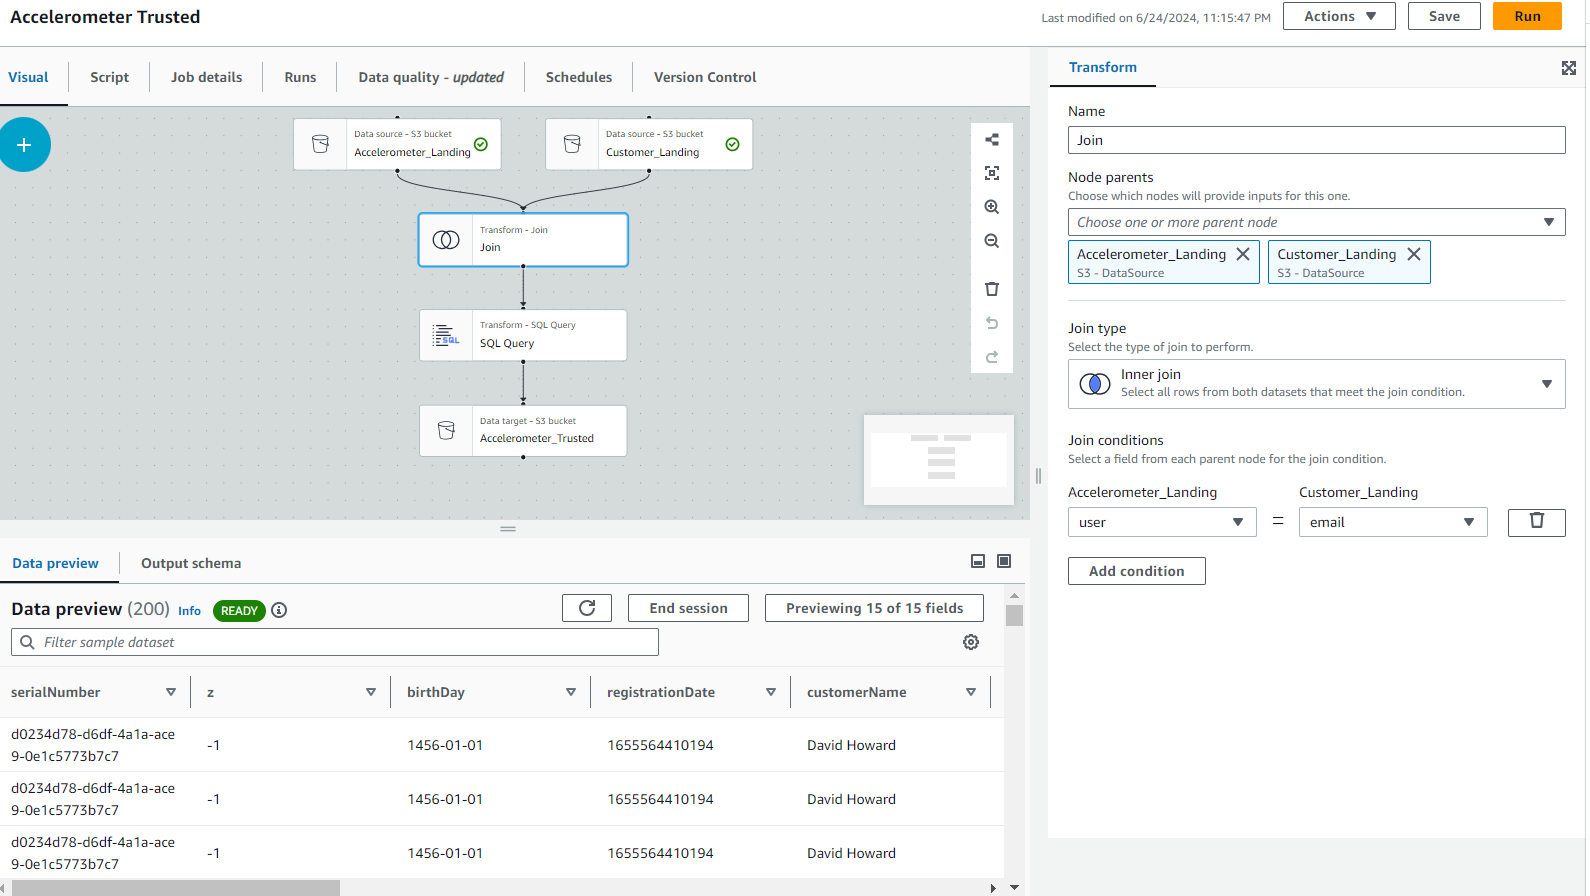 Accelerometer Trusted
Last modified on 6/24/2024, 11:15:47 PM
Actions
Save
Run
Visual
Script
Job details
Runs
Data quality - updated
Schedules
Version Control
Data source - S3 bucket
Accelerometer_Landing
Data source - S3 bucket
Customer_Landing
Transform - Join
Join
Transform - SQL Query
SQL
SQL Query
Data target - S3 bucket
Accelerometer_Trusted
Transform
Name
Join
Node parents
Choose which nodes will provide inputs for this one.
Choose one or more parent node
Accelerometer_Landing
S3 - DataSource
Customer_Landing
S3 - DataSource
Join type
Select the type of join to perform.
Inner join
Select all rows from both datasets that meet the join condition.
Join conditions
Select a field from each parent node for the join condition.
Accelerometer_Landing
Customer_Landing
user
=
email
Add condition
Data preview
Output schema
Data preview (200) Info READY
End session
Previewing 15 of 15 fields
Filter sample dataset
serialNumber z birthDay registrationDate customerName
d0234d78-d6df-4a1a-ace
9-0e1c5773b7c7
-1 1456-01-01 1655564410194 David Howard
d0234d78-d6df-4a1a-ace
9-0e1c5773b7c7
-1 1456-01-01 1655564410194 David Howard
d0234d78-d6df-4a1a-ace
9-0e1c5773b7c7
-1 1456-01-01 1655564410194 David Howard